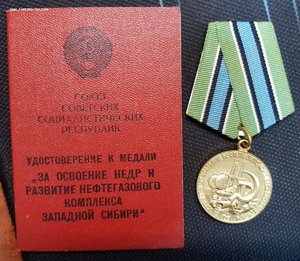 СОЮЗ
СОВЕТСКИХ
СОЦИАЛИСТИЧЕСКИХ
РЕСПУБЛИК
УДОСТОВЕРЕНИЕ К МЕДАЛИ
„ЗА ОСВОЕНИЕ НЕДР И
РАЗВИТИЕ НЕФТЕГАЗОВОГО
КОМПЛЕКСА
ЗАПАДНОЙ СИБИРИ“